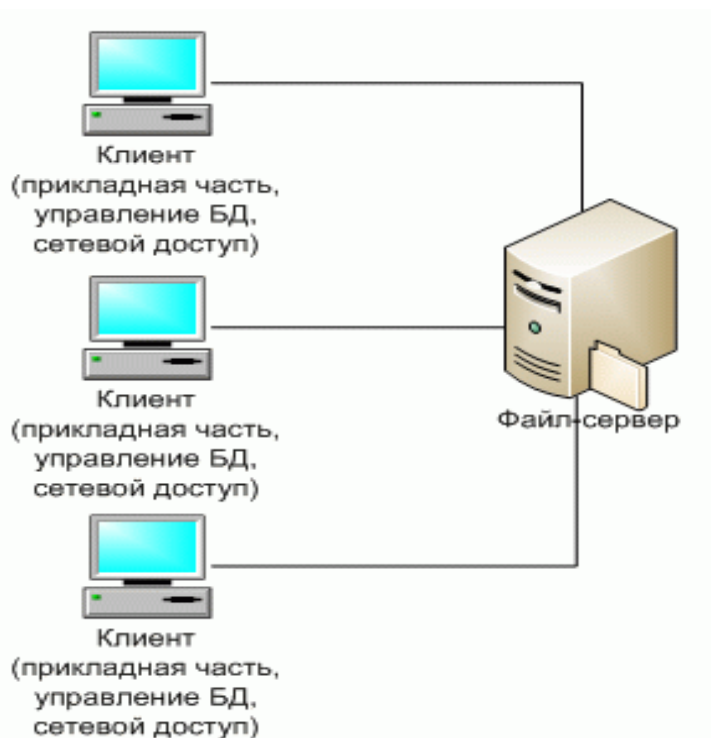 Клиент
(прикладная часть,
управление БД,
сетевой доступ)
Клиент
(прикладная часть,
управление БД,
сетевой доступ)
Файл-сервер
Клиент
(прикладная часть,
управление БД,
сетевой доступ)